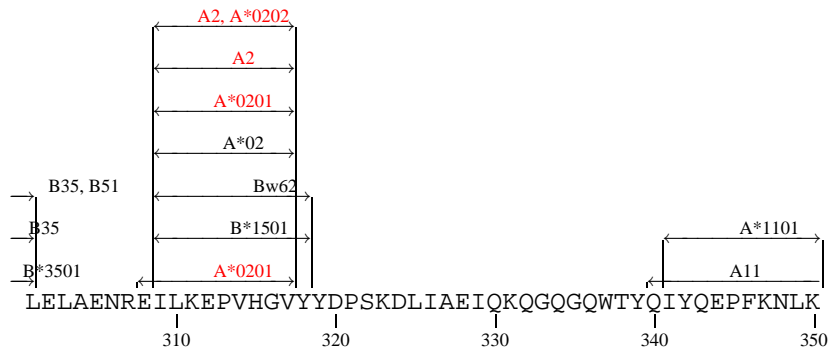 A2, A*0202
A2
A*0201
A*02
B35, B51 Bw62
B35 B*1501 A*1101
B*3501 A*0201 A11
LELAENREILKEPVHGVYYDPSKDLIAEIQKQGQGQWTYQIYQEPFKNLK
310 320 330 340 350